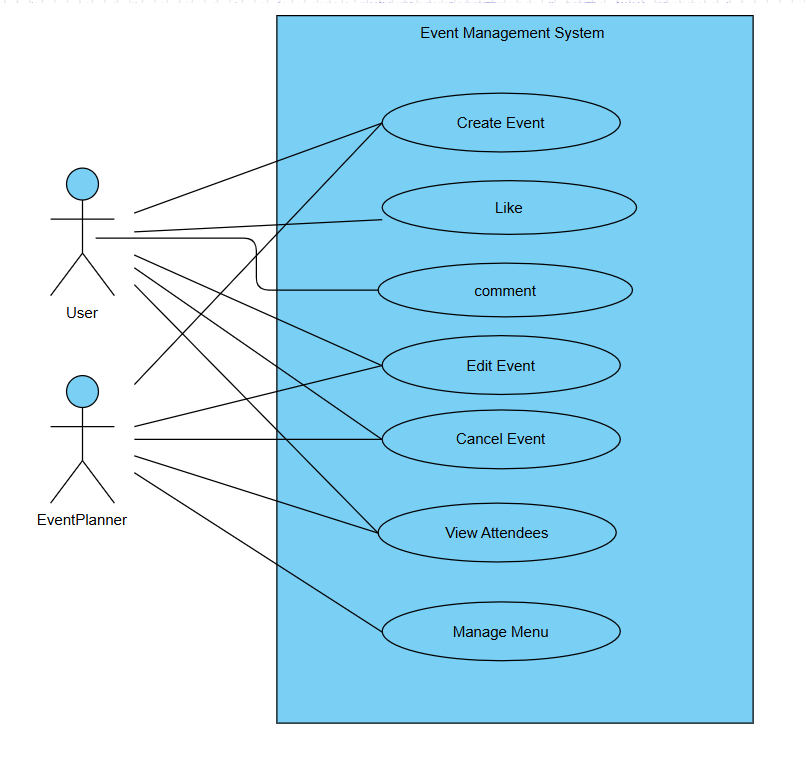 Event Management System
Create Event
Like
comment
User
Edit Event
Cancel Event
EventPlanner
View Attendees
Manage Menu